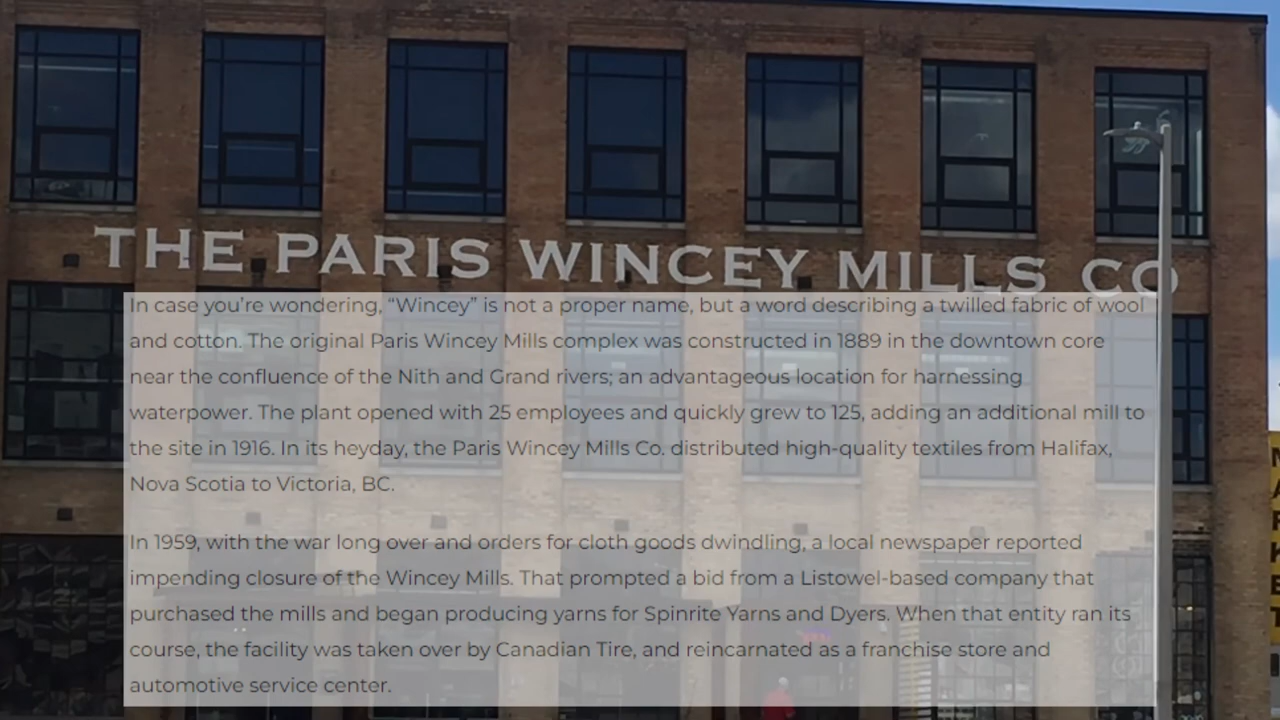 THE PARIS WINCEY MILLS CO
In case you’re wondering, “Wincey” is not a proper name, but a word describing a twilled fabric of wool
and cotton. The original Paris Wincey Mills complex was constructed in 1889 in the downtown core
near the confluence of the Nith and Grand rivers; an advantageous location for harnessing
waterpower. The plant opened with 25 employees and quickly grew to 125, adding an additional mill to
the site in 1916. In its heyday, the Paris Wincey Mills Co. distributed high-quality textiles from Halifax,
Nova Scotia to Victoria, BC.
In 1959, with the war long over and orders for cloth goods dwindling, a local newspaper reported
impending closure of the Wincey Mills. That prompted a bid from a Listowel-based company that
purchased the mills and began producing yarns for Spinrite Yarns and Dyers. When that entity ran its
course, the facility was taken over by Canadian Tire, and reincarnated as a franchise store and
automotive service center.